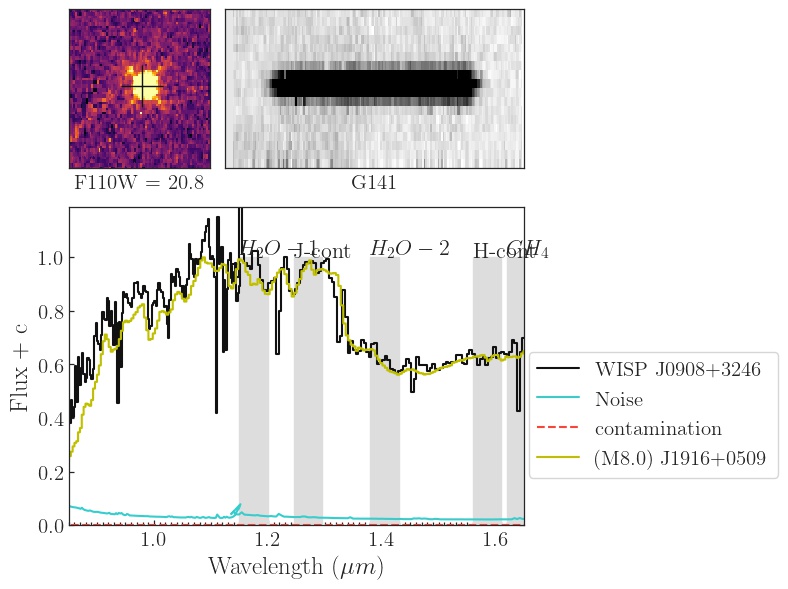 F110W = 20.8
G141
H₂O − 1
J-cont
H₂O − 2
H-cont
CH₄
1.0
0.8
0.6
0.4
0.2
0.0
Flux + c
1.0
1.2
1.4
1.6
Wavelength (μm)
WISP J0908+3246
Noise
contamination
(M8.0) J1916+0509